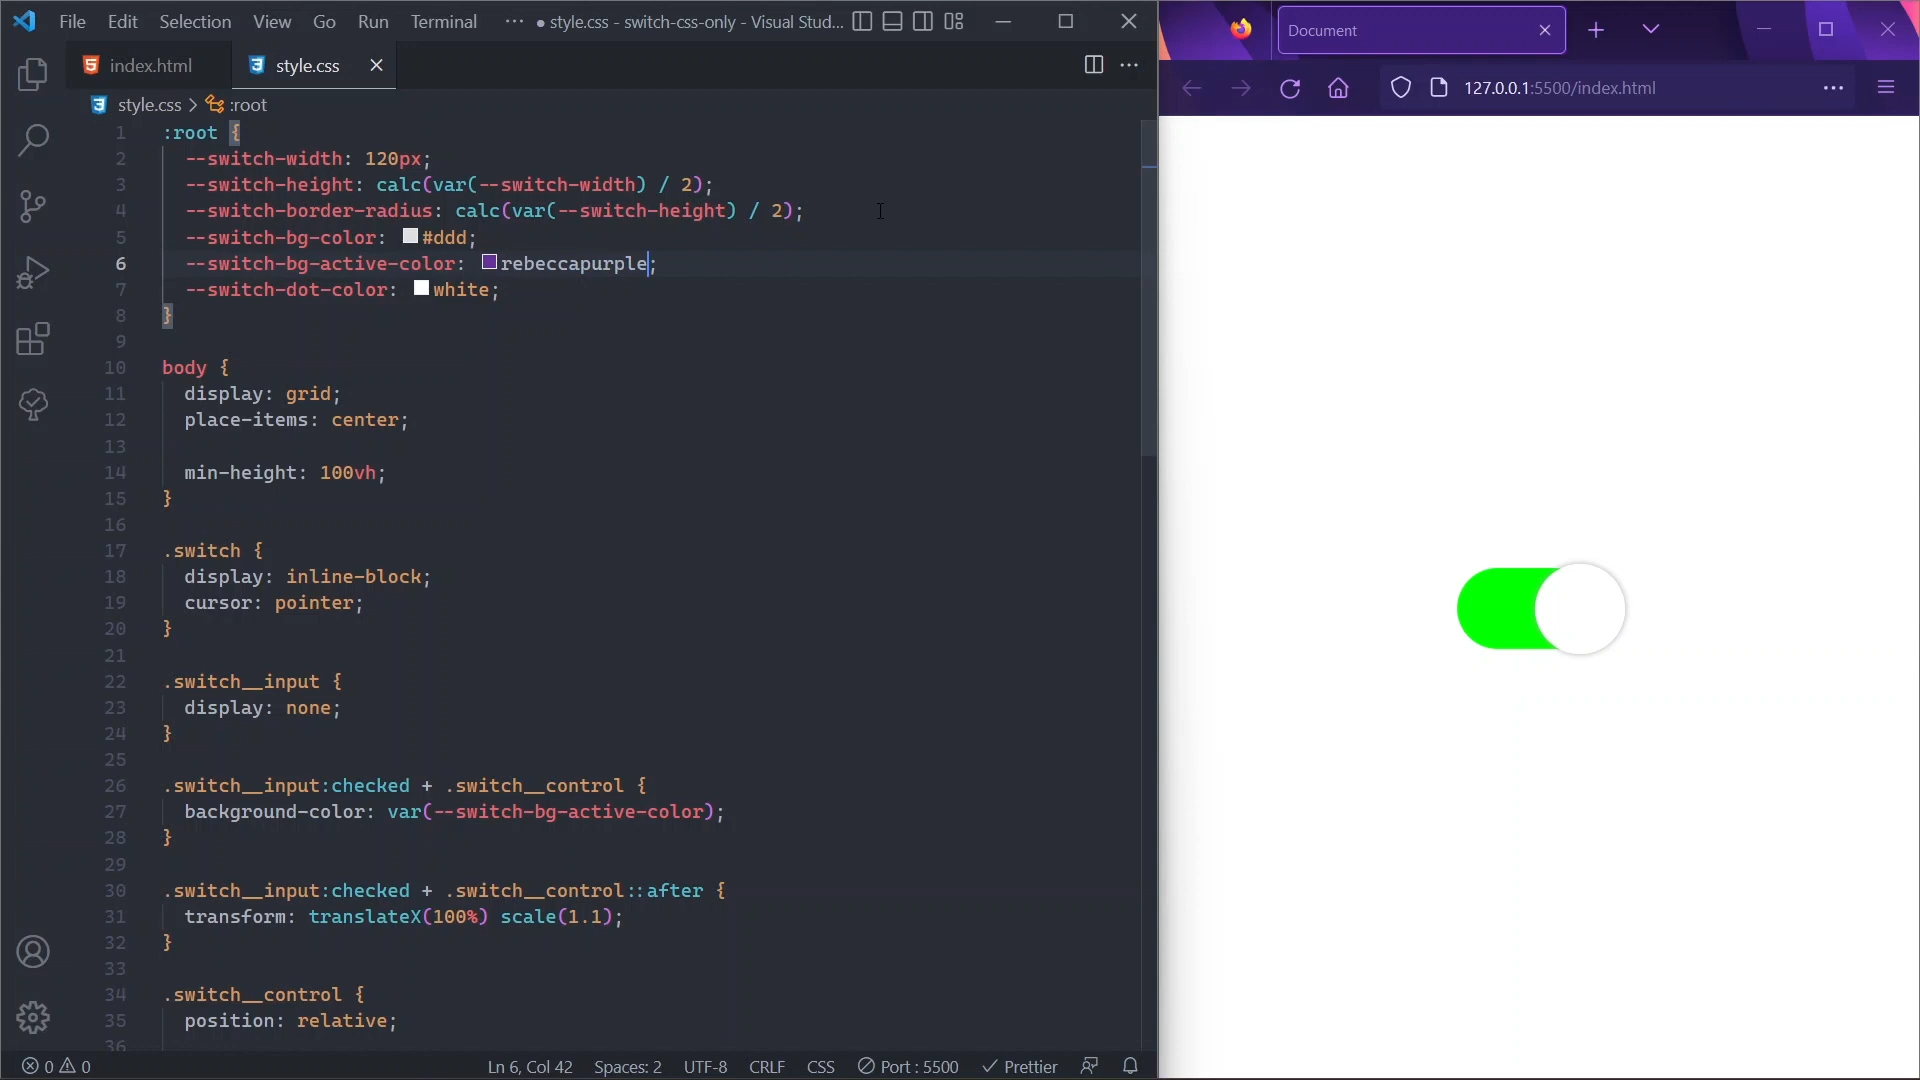 File Edit Selection View Go Run Terminal ··· ● style.css - switch-css-only - Visual Stud...
index.html style.css
style.css > :root
1 :root {
2 --switch-width: 120px;
3 --switch-height: calc(var(--switch-width) / 2);
4 --switch-border-radius: calc(var(--switch-height) / 2);
5 --switch-bg-color: #ddd;
6 --switch-bg-active-color: rebeccapurple;
7 --switch-dot-color: white;
8 }
9
10 body {
11 display: grid;
12 place-items: center;
13
14 min-height: 100vh;
15 }
16
17 .switch {
18 display: inline-block;
19 cursor: pointer;
20 }
21
22 .switch__input {
23 display: none;
24 }
25
26 .switch__input:checked + .switch__control {
27 background-color: var(--switch-bg-active-color);
28 }
29
30 .switch__input:checked + .switch__control::after {
31 transform: translateX(100%) scale(1.1);
32 }
33
34 .switch__control {
35 position: relative;
36
0 0 Ln 6, Col 42 Spaces: 2 UTF-8 CRLF CSS Port : 5500 Prettier
Document
127.0.0.1:5500/index.html